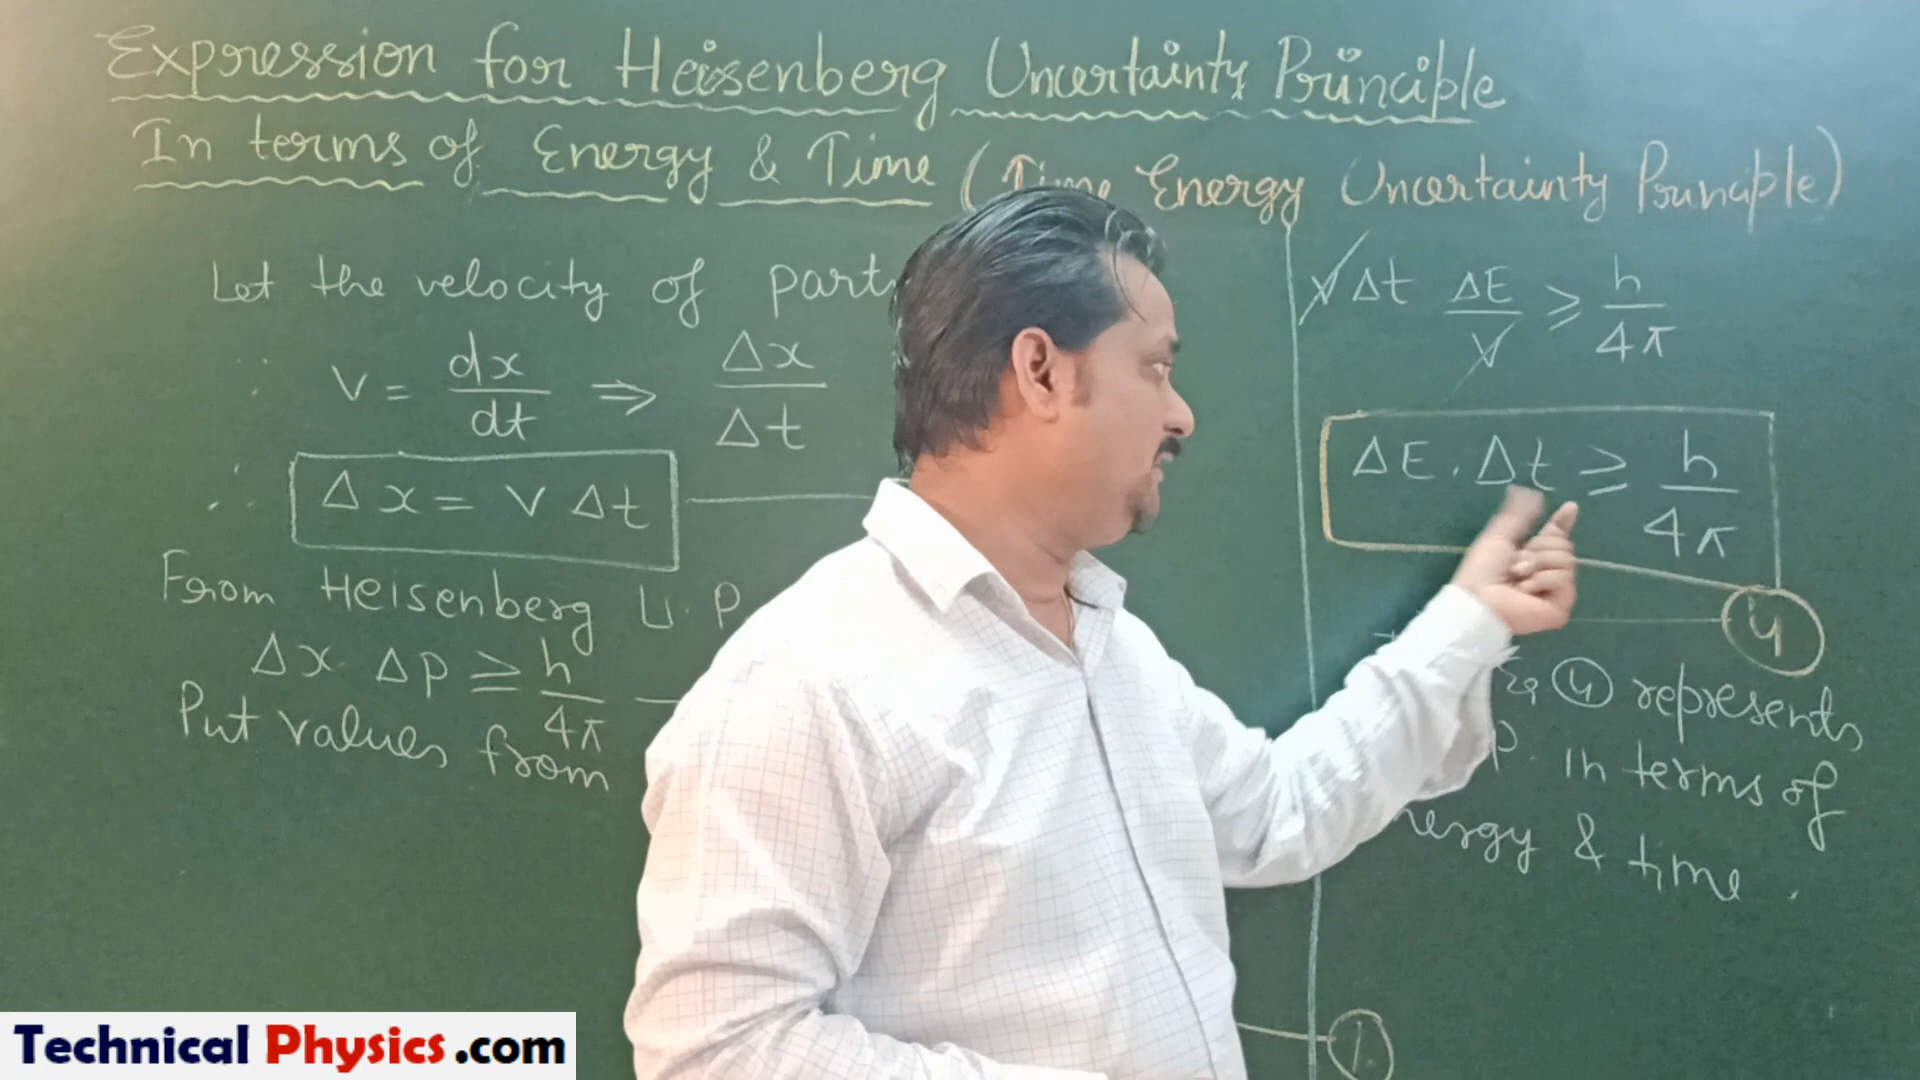 Expression for Heisenberg Uncertainty Principle
In terms of Energy & Time (Time Energy Uncertainty Principle)
Let the velocity of
∴ V = dx/dt ⇒ Δx/Δt
∴ Δx = V Δt
From Heisenberg U.P
Δx. Δp ≥ h/4π
Put values from
V Δt ΔE/V ≥ h/4π
ΔE. Δt ≥ h/4π
4
Eq 4 represents
P. in terms of
& time.
1
Technical Physics.com